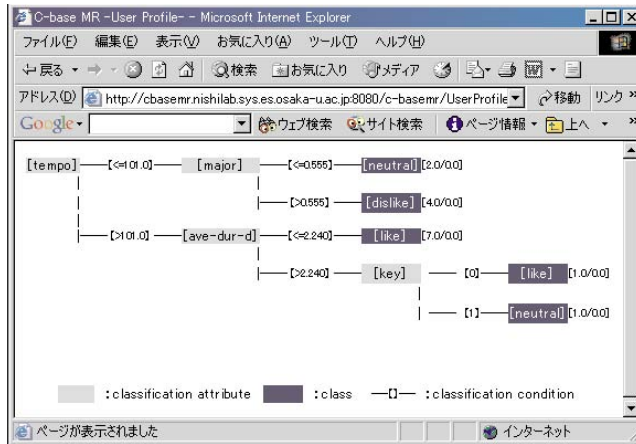 C-base MR -User Profile- - Microsoft Internet Explorer
ファイル(F) 編集(E) 表示(V) お気に入り(A) ツール(T) ヘルプ(H)
戻る 検索 お気に入り メディア
アドレス(D) http://cbasemr.nishilab.sys.es.osaka-u.ac.jp:8080/c-basemr/UserProfile 移動 リンク »
Google ウェブ検索 サイト検索 ページ情報 上へ »
[tempo] [<=101.0] [major] [<=0.555] [neutral] [2.0/0.0]
[>0.555] [dislike] [4.0/0.0]
[>101.0] [ave-dur-d] [<=2.240] [like] [7.0/0.0]
[>2.240] [key] [0] [like] [1.0/0.0]
[1] [neutral] [1.0/0.0]
:classification attribute :class []: classification condition
ページが表示されました インターネット